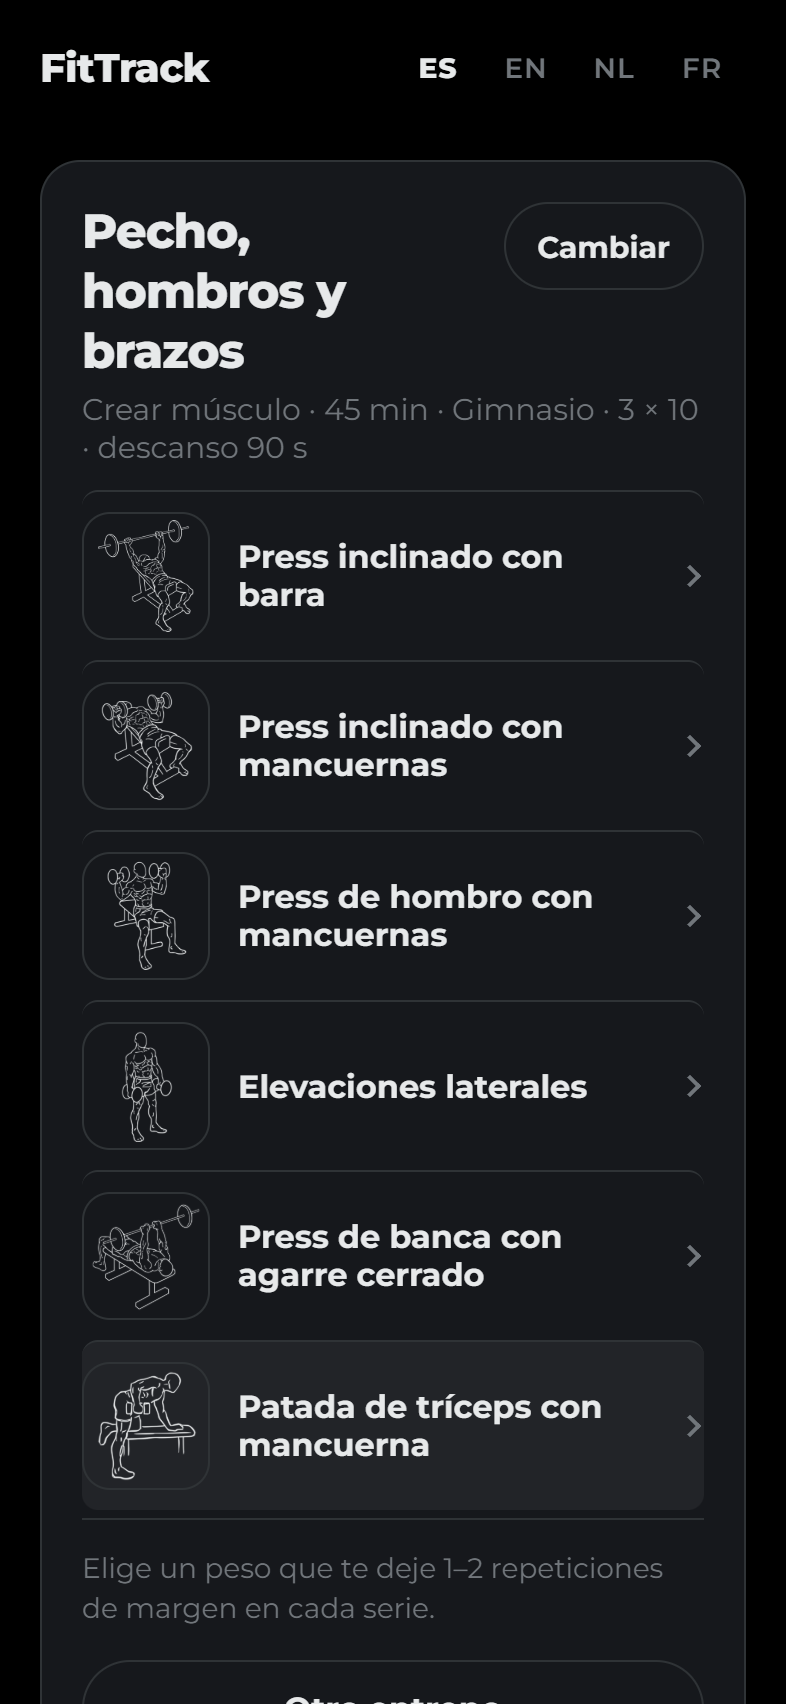 FitTrack
ES EN NL FR
Pecho,
hombros y
brazos
Cambiar
Crear músculo · 45 min · Gimnasio · 3 × 10
· descanso 90 s
Press inclinado con
barra
Press inclinado con
mancuernas
Press de hombro con
mancuernas
Elevaciones laterales
Press de banca con
agarre cerrado
Patada de tríceps con
mancuerna
Elige un peso que te deje 1–2 repeticiones
de margen en cada serie.
Otro entreno